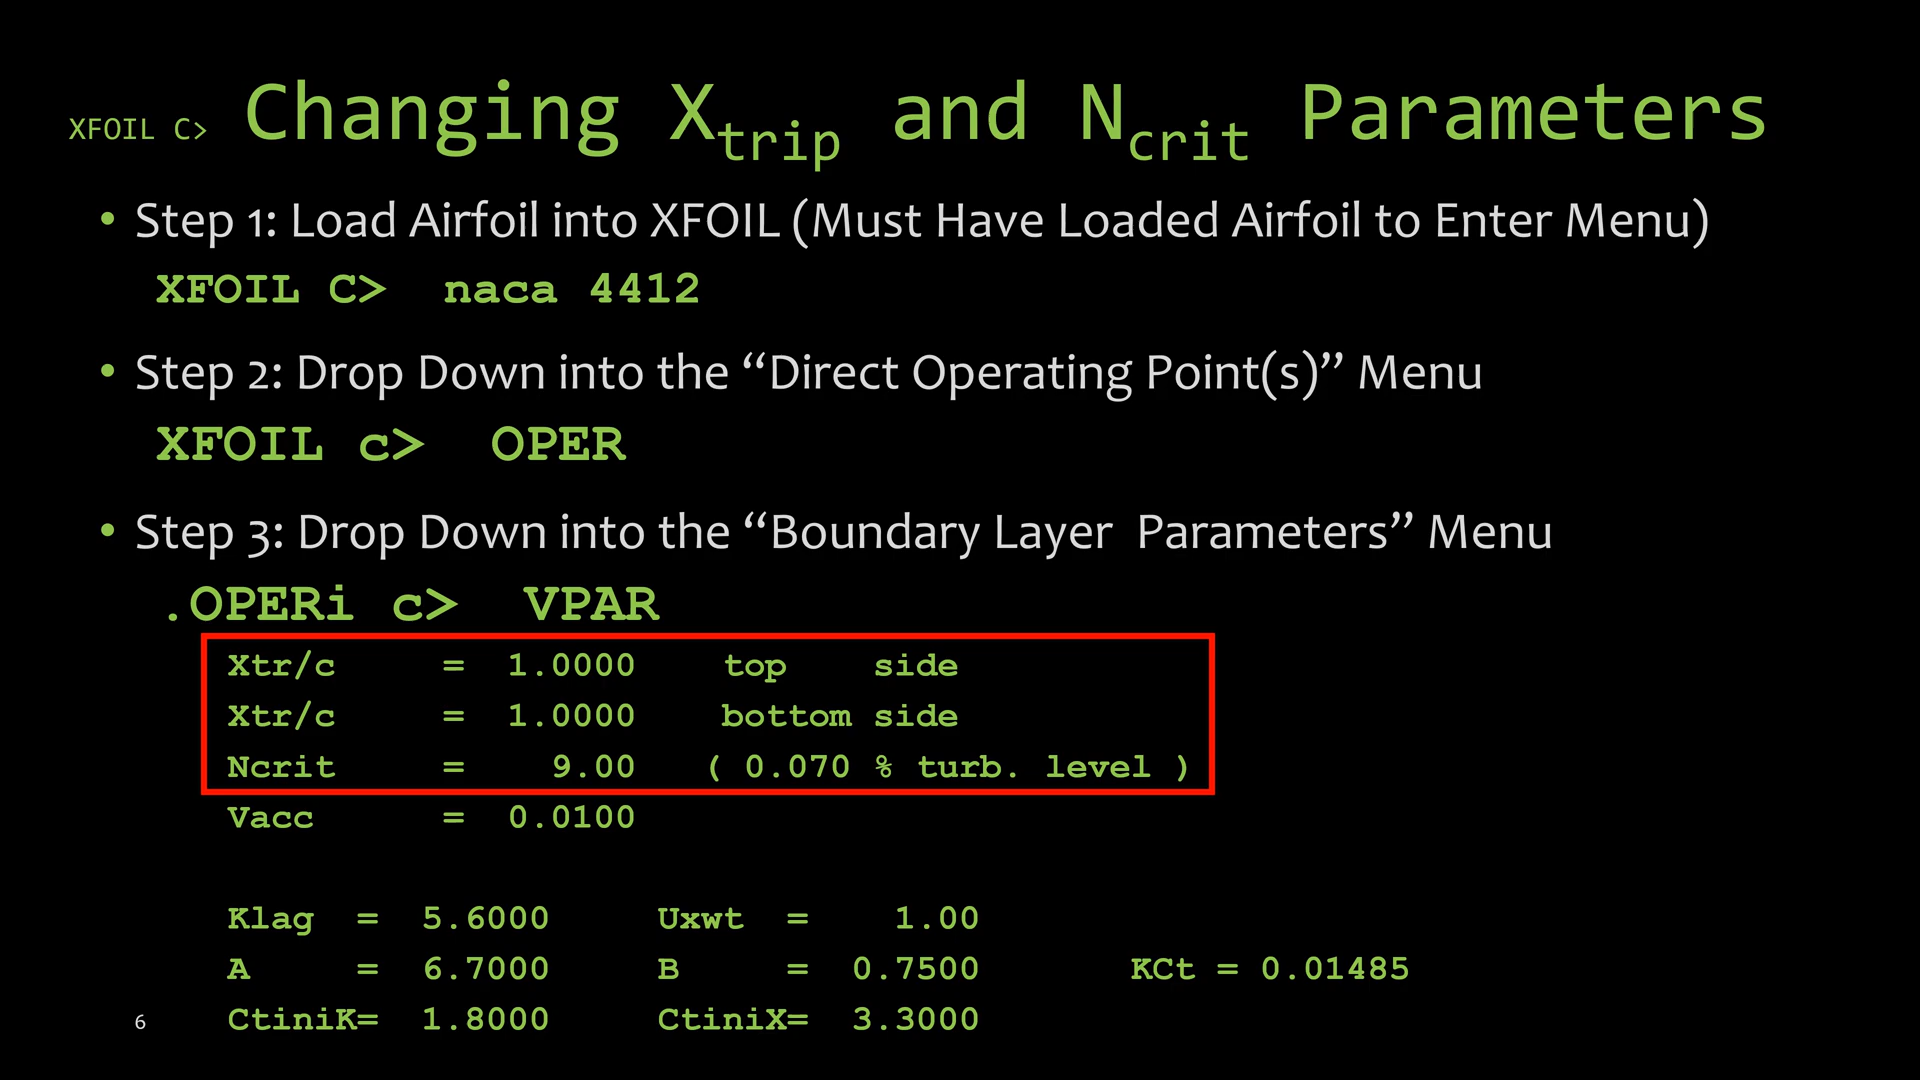 XFOIL C> Changing Xtrip and Ncrit Parameters
• Step 1: Load Airfoil into XFOIL (Must Have Loaded Airfoil to Enter Menu)
XFOIL C> naca 4412
• Step 2: Drop Down into the “Direct Operating Point(s)” Menu
XFOIL c> OPER
• Step 3: Drop Down into the “Boundary Layer Parameters” Menu
.OPERi c> VPAR
Xtr/c = 1.0000 top side
Xtr/c = 1.0000 bottom side
Ncrit = 9.00 ( 0.070 % turb. level )
Vacc = 0.0100
Klag = 5.6000 Uxwt = 1.00
A = 6.7000 B = 0.7500 KCt = 0.01485
CtiniK= 1.8000 CtiniX= 3.3000
6